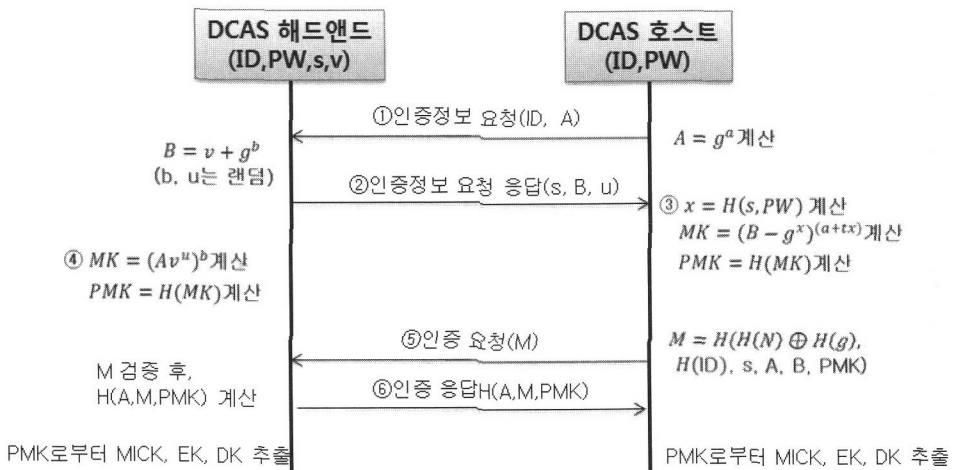 DCAS 해드앤드
(ID,PW,s,v)
DCAS 호스트
(ID,PW)
①인증정보 요청(ID, A)
A = g^a 계산
B = v + g^b
(b, u는 랜덤)
②인증정보 요청 응답(s, B, u)
③ x = H(s,PW) 계산
MK = (B − g^x)^(a+tx) 계산
PMK = H(MK)계산
④ MK = (Av^u)^b 계산
PMK = H(MK)계산
⑤인증 요청(M)
M = H(H(N) ⊕ H(g),
H(ID), s, A, B, PMK)
M 검증 후,
H(A,M,PMK) 계산
⑥인증 응답H(A,M,PMK)
PMK로부터 MICK, EK, DK 추출
PMK로부터 MICK, EK, DK 추출